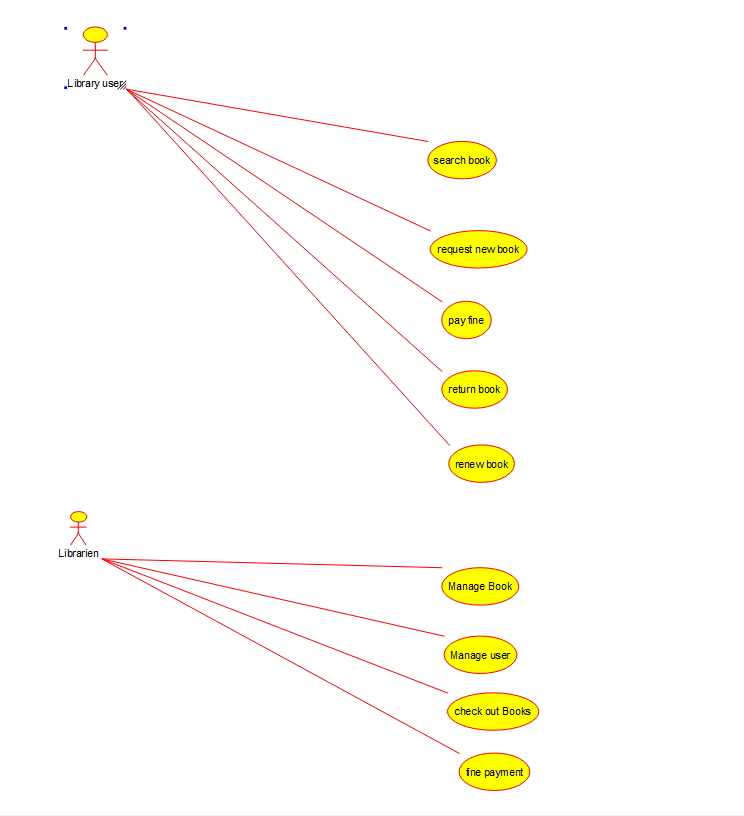 Library user
search book
request new book
pay fine
return book
renew book
Librarien
Manage Book
Manage user
check out Books
fine payment